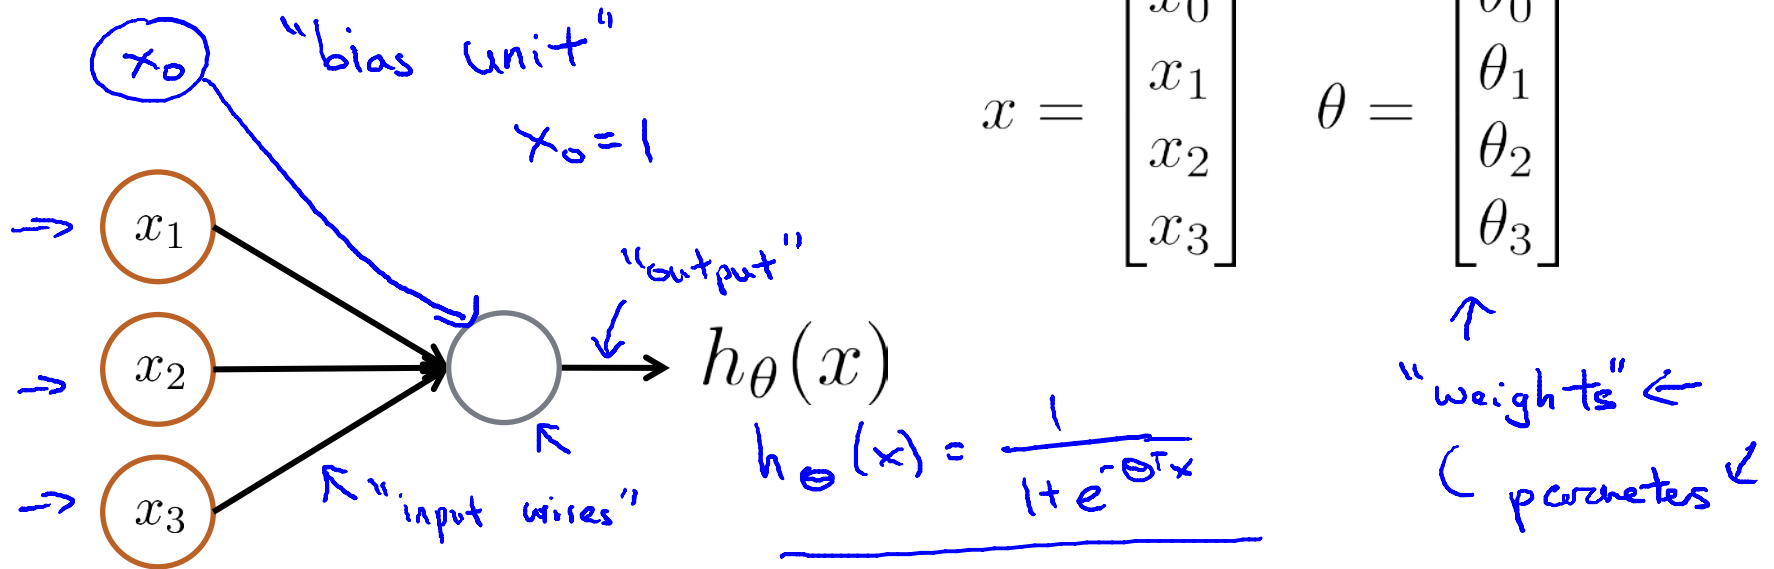 x₀ "bias unit"
x₀ = 1
x = [x₀ x₁ x₂ x₃] θ = [θ₀ θ₁ θ₂ θ₃]
x₁
x₂
x₃
"output"
hθ(x)
hθ(x) = 1 / (1 + e^(-θᵀx))
"input wires"
"weights" ←
( parameters